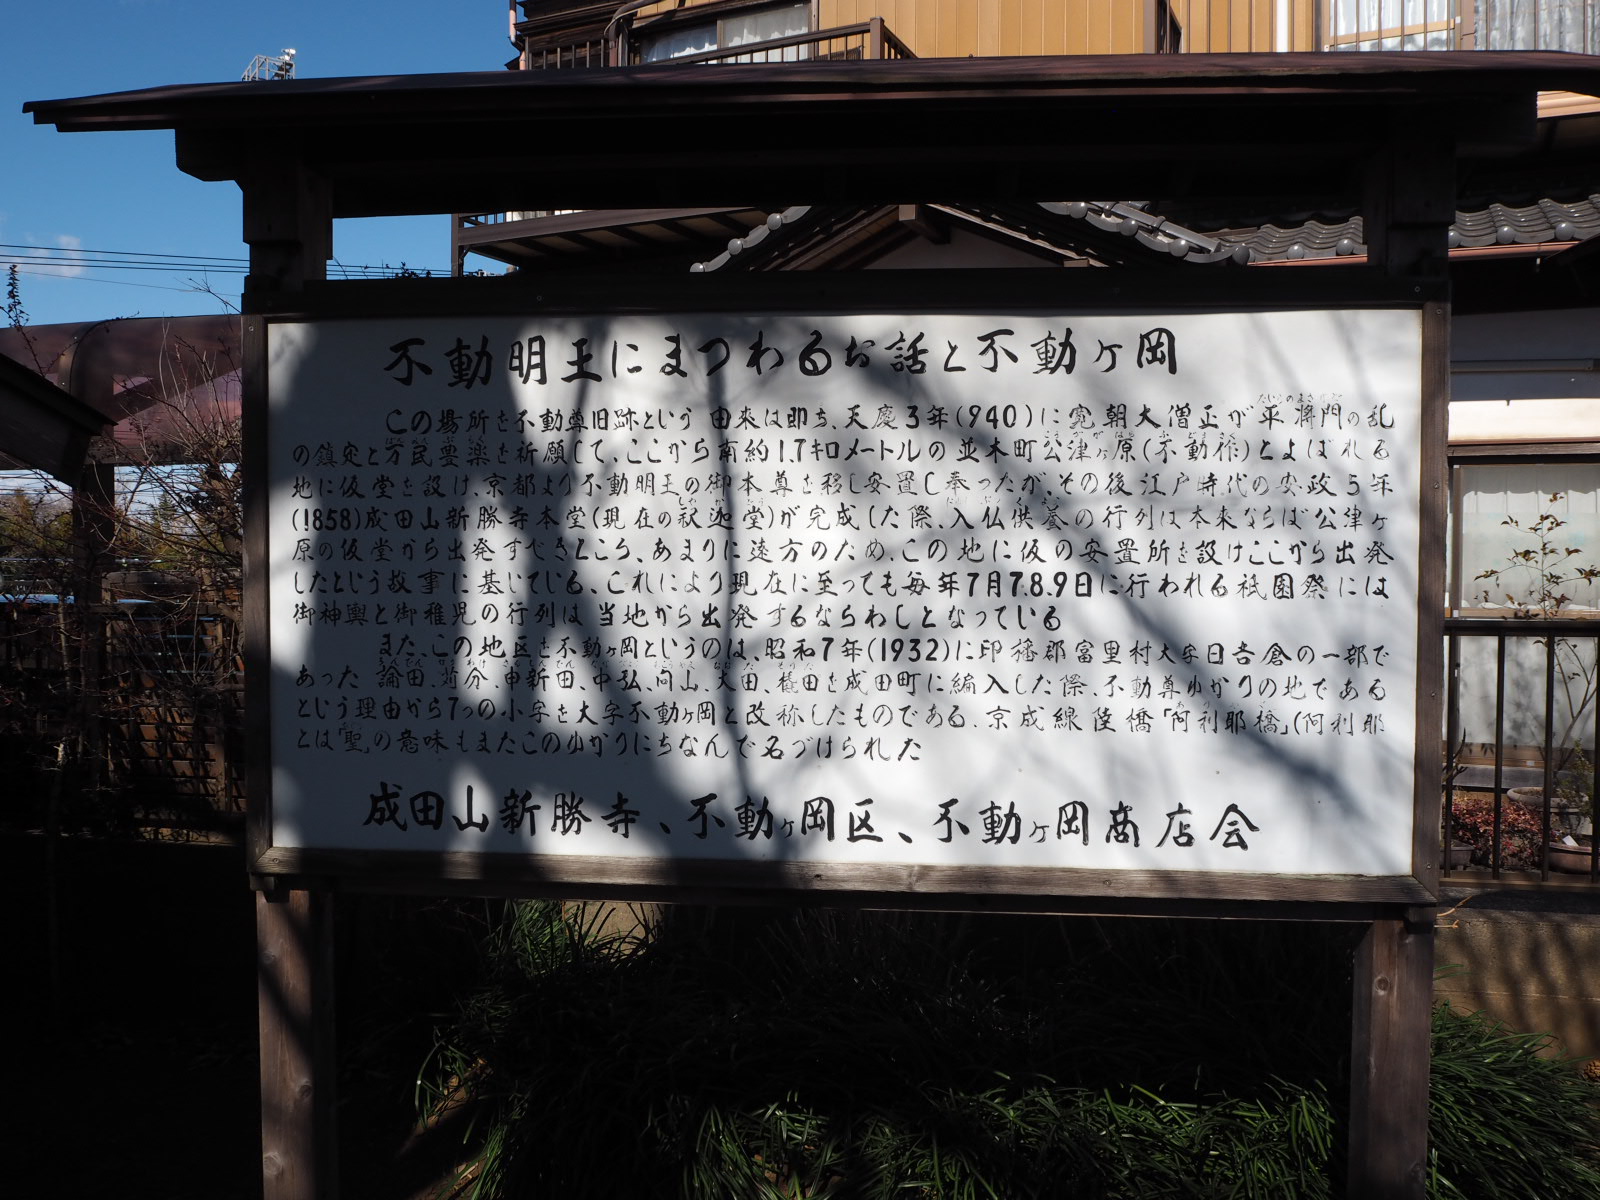 不動明王にまつわるお話と不動ヶ岡
この場所を不動尊旧跡という由来は即ち、天慶3年(940)に寛朝大僧正が平将門の乱
の鎮定と万民豊楽を祈願して、ここから南約1.7キロメートルの並木町公津ヶ原(不動作)とよばれる
地に仮堂を設け、京都より不動明王の御本尊を移し安置し奉ったが、その後江戸時代の安政5年
(1858)成田山新勝寺本堂(現在の釈迦堂)が完成した際、入仏供養の行列は本来ならば公津ヶ
原の仮堂から出発すべきところ、あまりに遠方のため、この地に仮の安置所を設けここから出発
したという故事に基している、これにより現在に至っても毎年7月7.8.9日に行われる祇園祭には
御神輿と御稚児の行列は当地から出発するならわしとなっている
また、この地区を不動ヶ岡というのは、昭和7年(1932)に印旛郡富里村大字日吉倉の一部で
あった論田、苅分、申新田、中弘、向山、大田、榿田を成田町に編入した際、不動尊ゆかりの地である
という理由から7つの小字を大字不動ヶ岡と改称したものである、京成線陸橋「阿利耶橋」(阿利耶
とは「聖」の意味もまたこのゆかりにちなんで名づけられた
成田山新勝寺、不動ヶ岡区、不動ヶ岡商店会